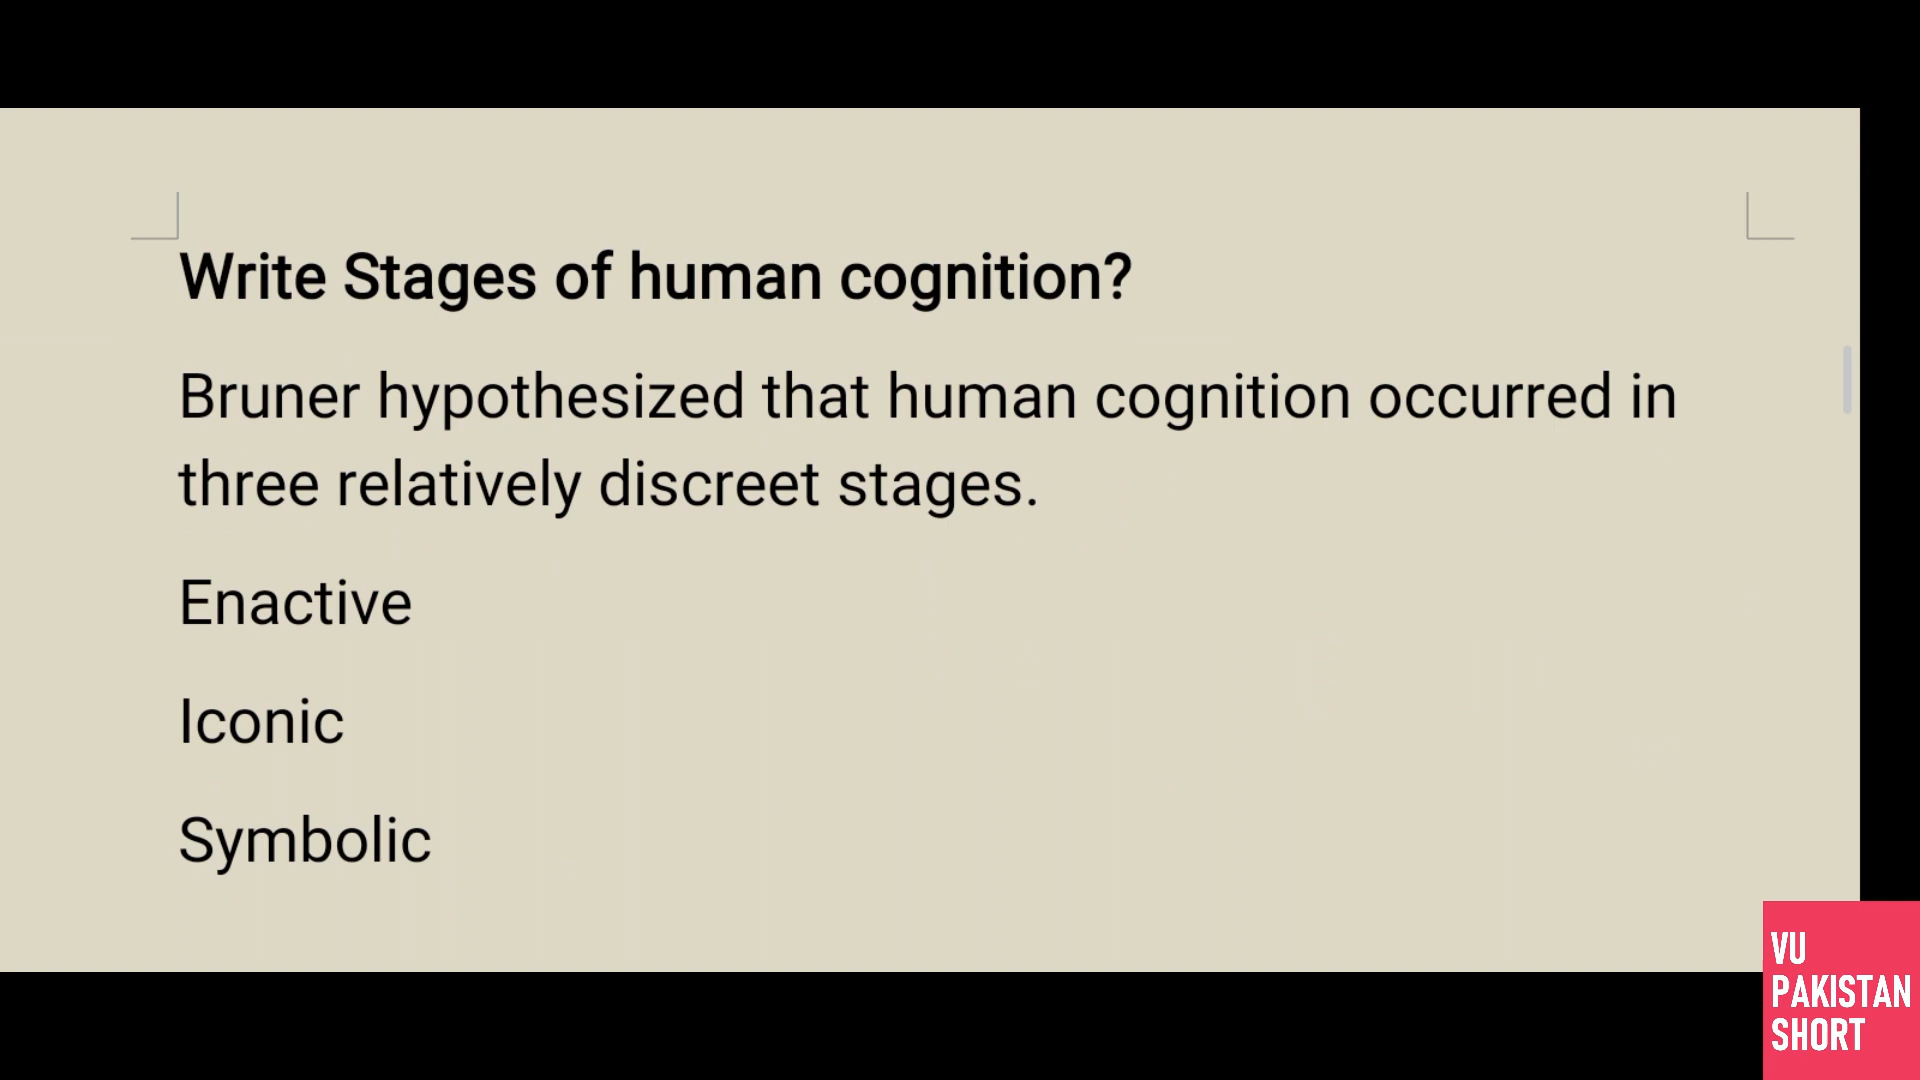 Write Stages of human cognition?
Bruner hypothesized that human cognition occurred in
three relatively discreet stages.
Enactive
Iconic
Symbolic
VU
PAKISTAN
SHORT